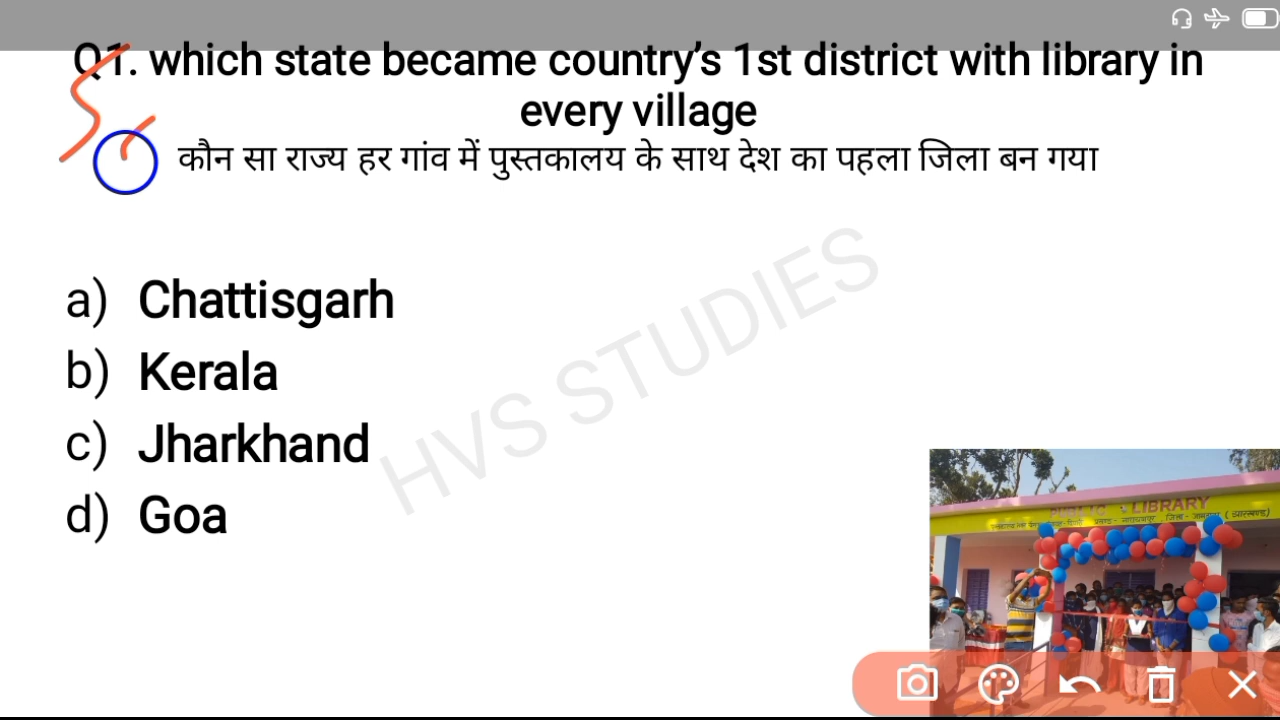 Q1. which state became country's 1st district with library in
every village
कौन सा राज्य हर गांव में पुस्तकालय के साथ देश का पहला जिला बन गया
a) Chattisgarh
b) Kerala
c) Jharkhand
d) Goa
HVS STUDIES
PUBLIC LIBRARY